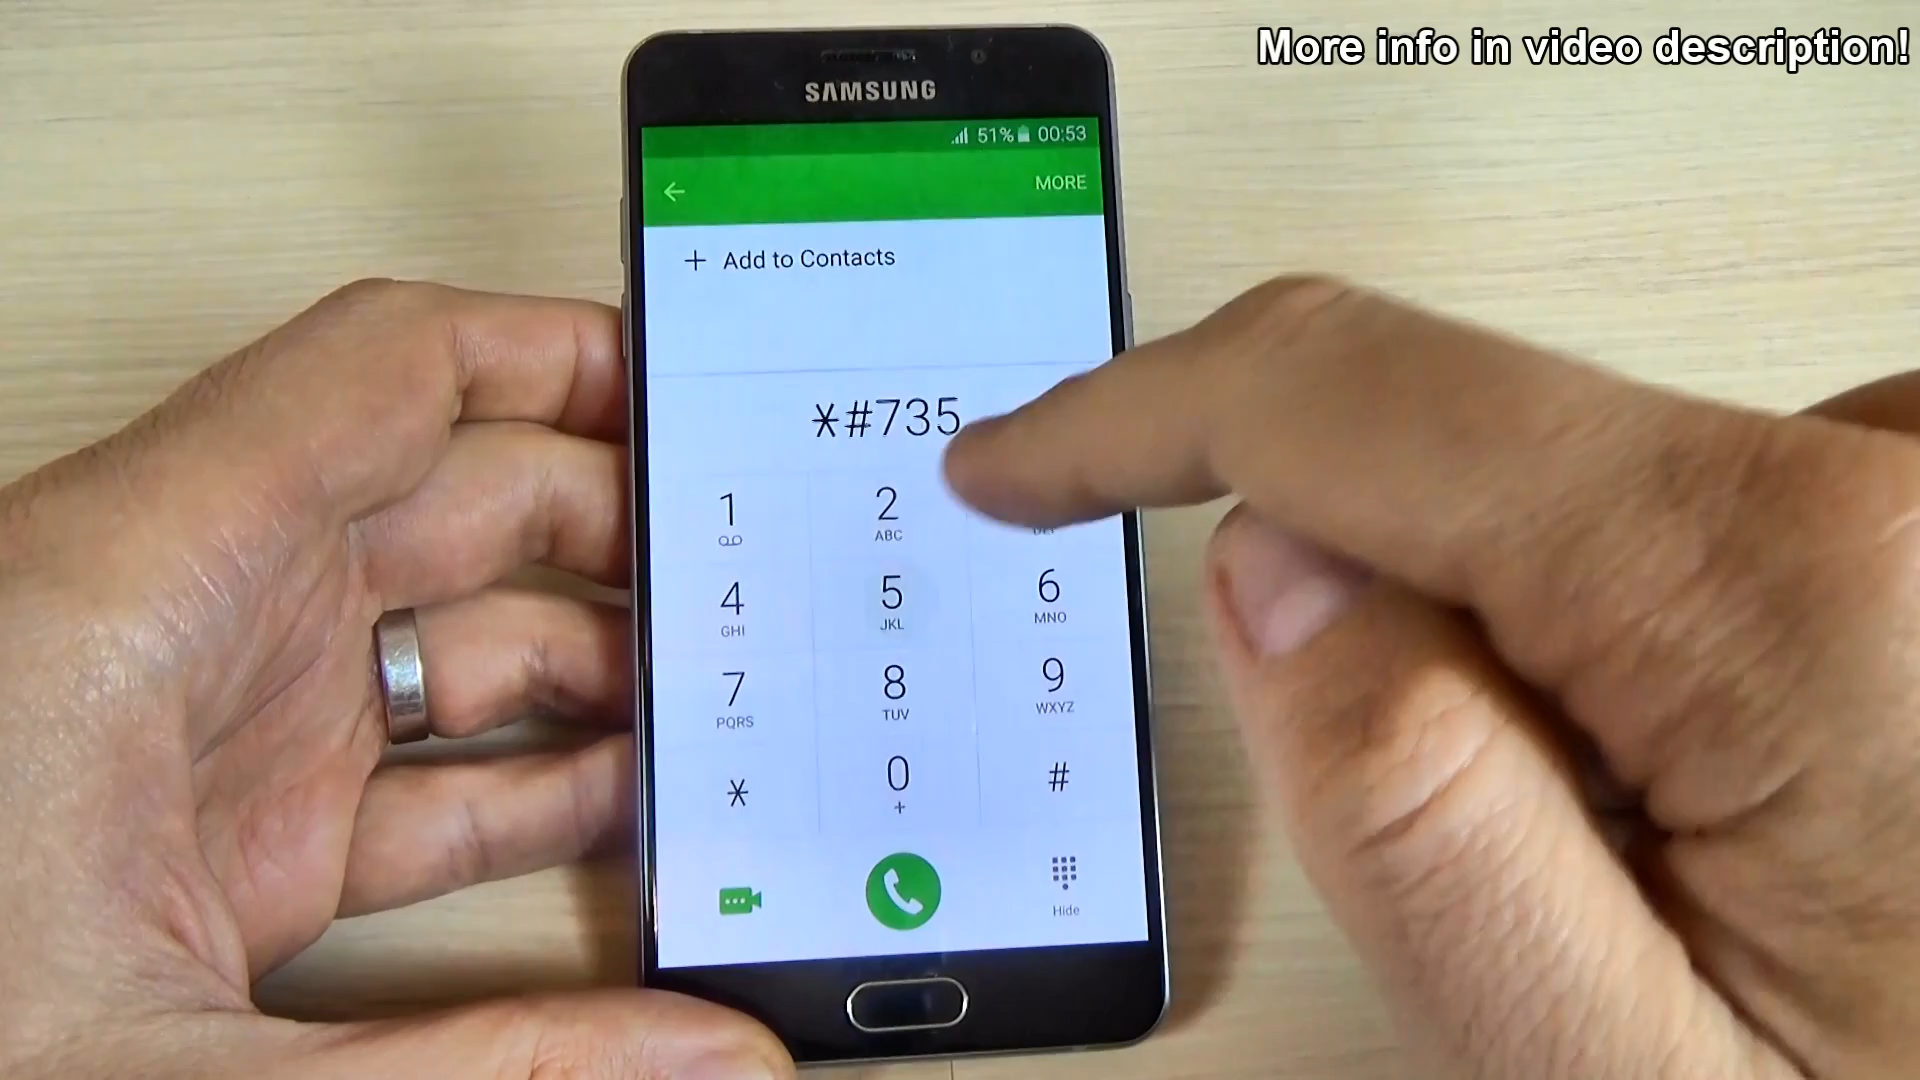 More info in video description!
SAMSUNG
51% 00:53
MORE
+ Add to Contacts
*#735
1 2
ABC
4 5 6
GHI JKL MNO
7 8 9
PQRS TUV WXYZ
* 0 #
+
Hide